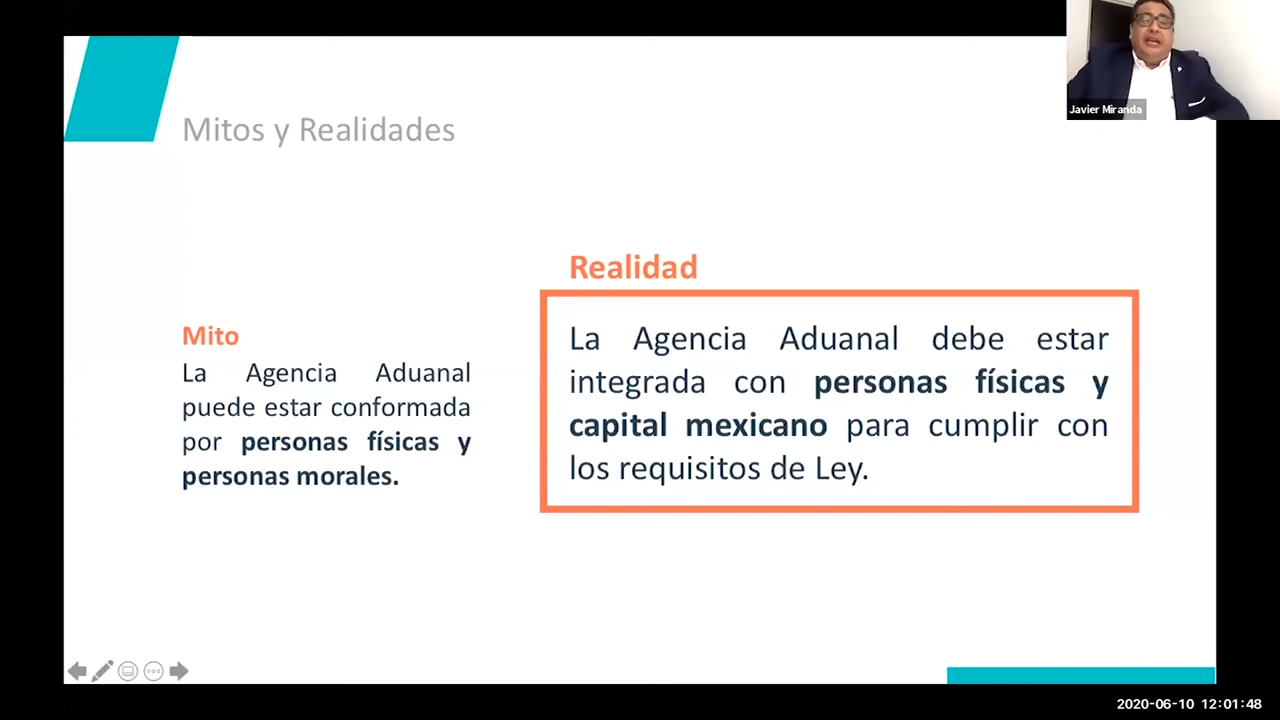 Javier Miranda
Mitos y Realidades
Realidad
La Agencia Aduanal debe estar
integrada con personas físicas y
capital mexicano para cumplir con
los requisitos de Ley.
Mito
La Agencia Aduanal
puede estar conformada
por personas físicas y
personas morales.
2020-06-10 12:01:48